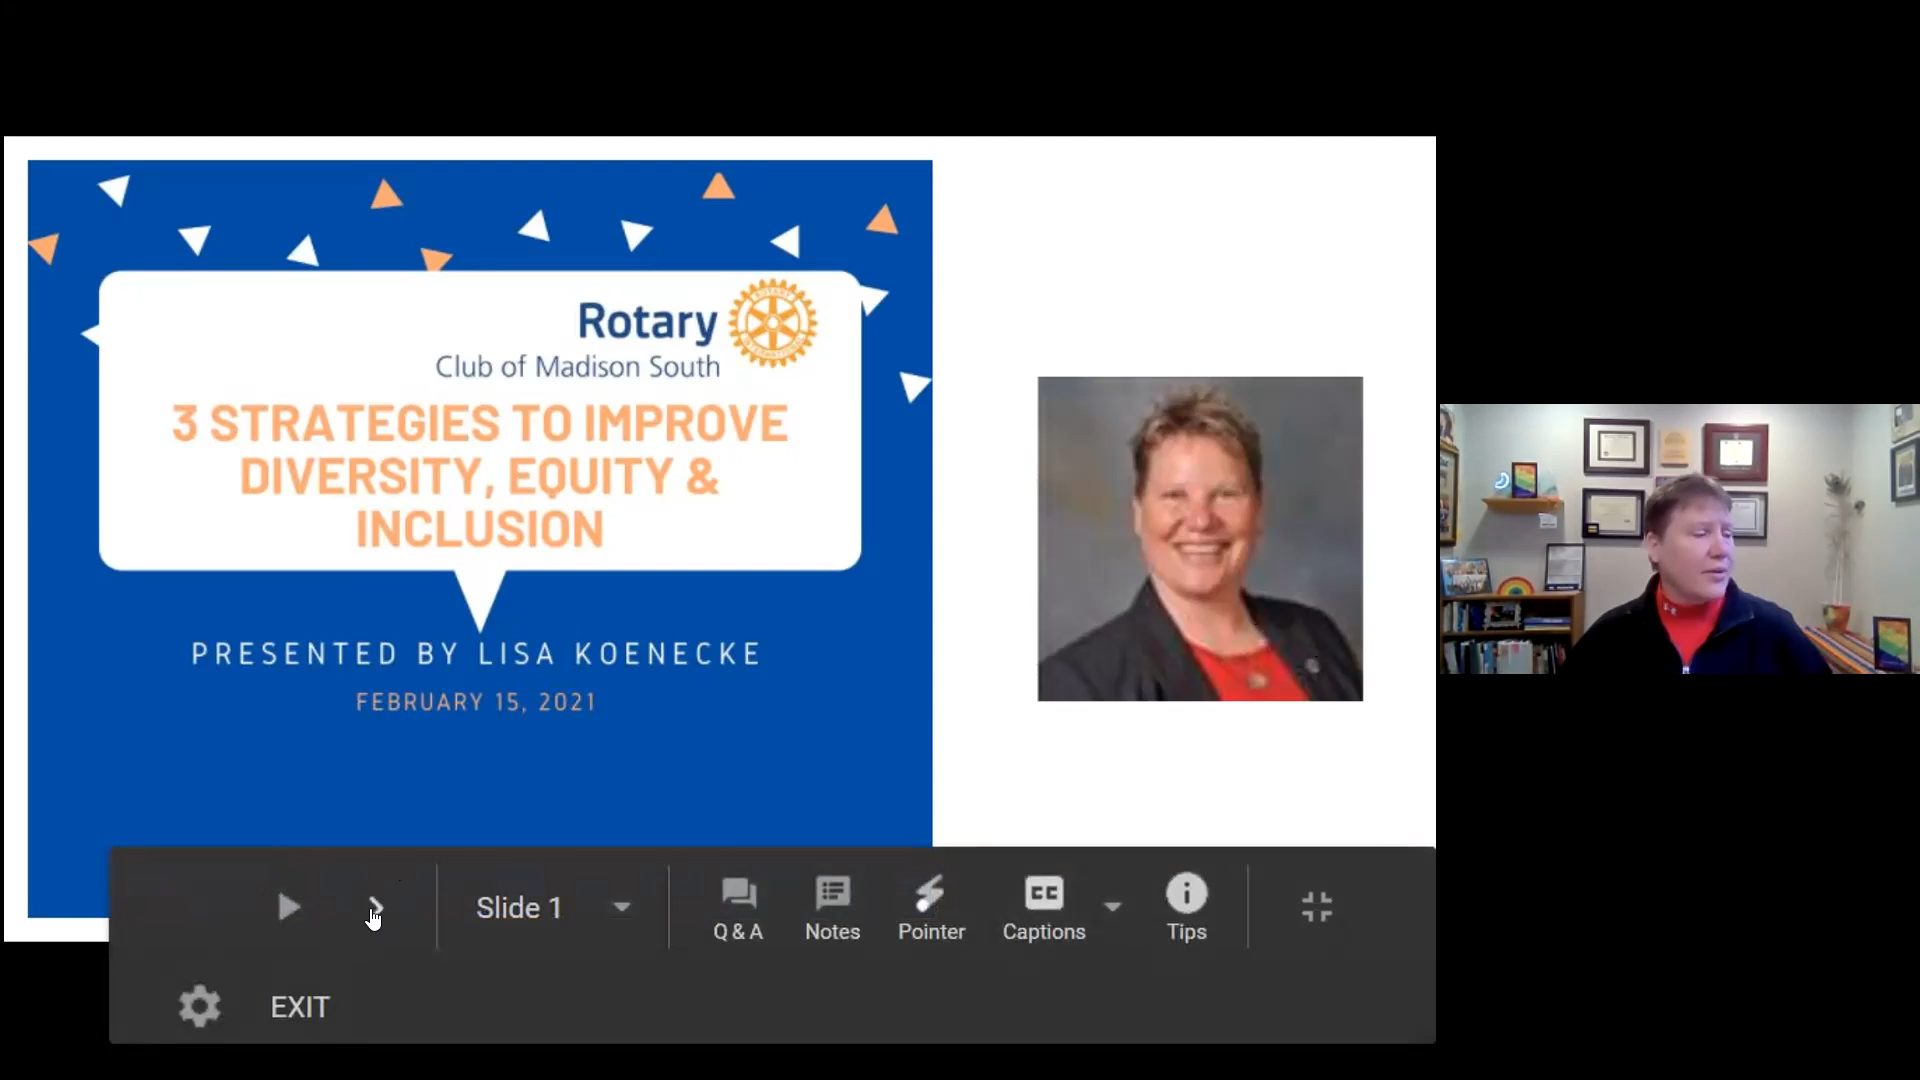 Rotary
Club of Madison South
3 STRATEGIES TO IMPROVE
DIVERSITY, EQUITY &
INCLUSION
PRESENTED BY LISA KOENECKE
FEBRUARY 15, 2021
Slide 1
Q & A
Notes
Pointer
CC
Captions
Tips
EXIT